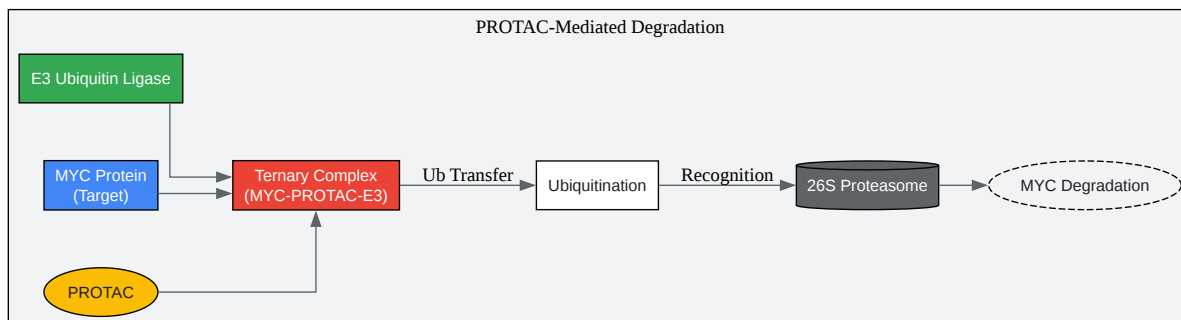 PROTAC-Mediated Degradation
E3 Ubiquitin Ligase
MYC Protein
(Target)
Ternary Complex
(MYC-PROTAC-E3)
Ub Transfer
Ubiquitination
Recognition
26S Proteasome
MYC Degradation
PROTAC